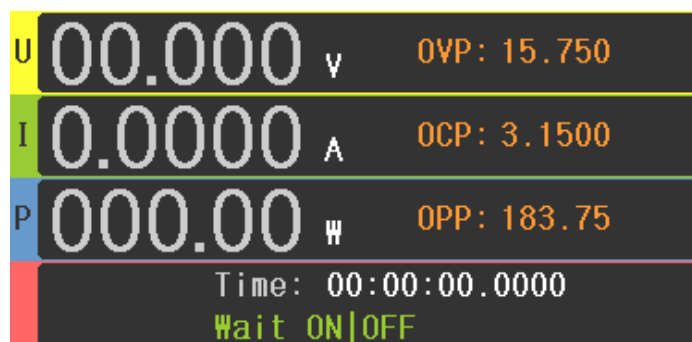 U 00.000 V OVP: 15.750
I 0.0000 A OCP: 3.1500
P 000.00 W OPP: 183.75
Time: 00:00:00.0000
Wait ON|OFF